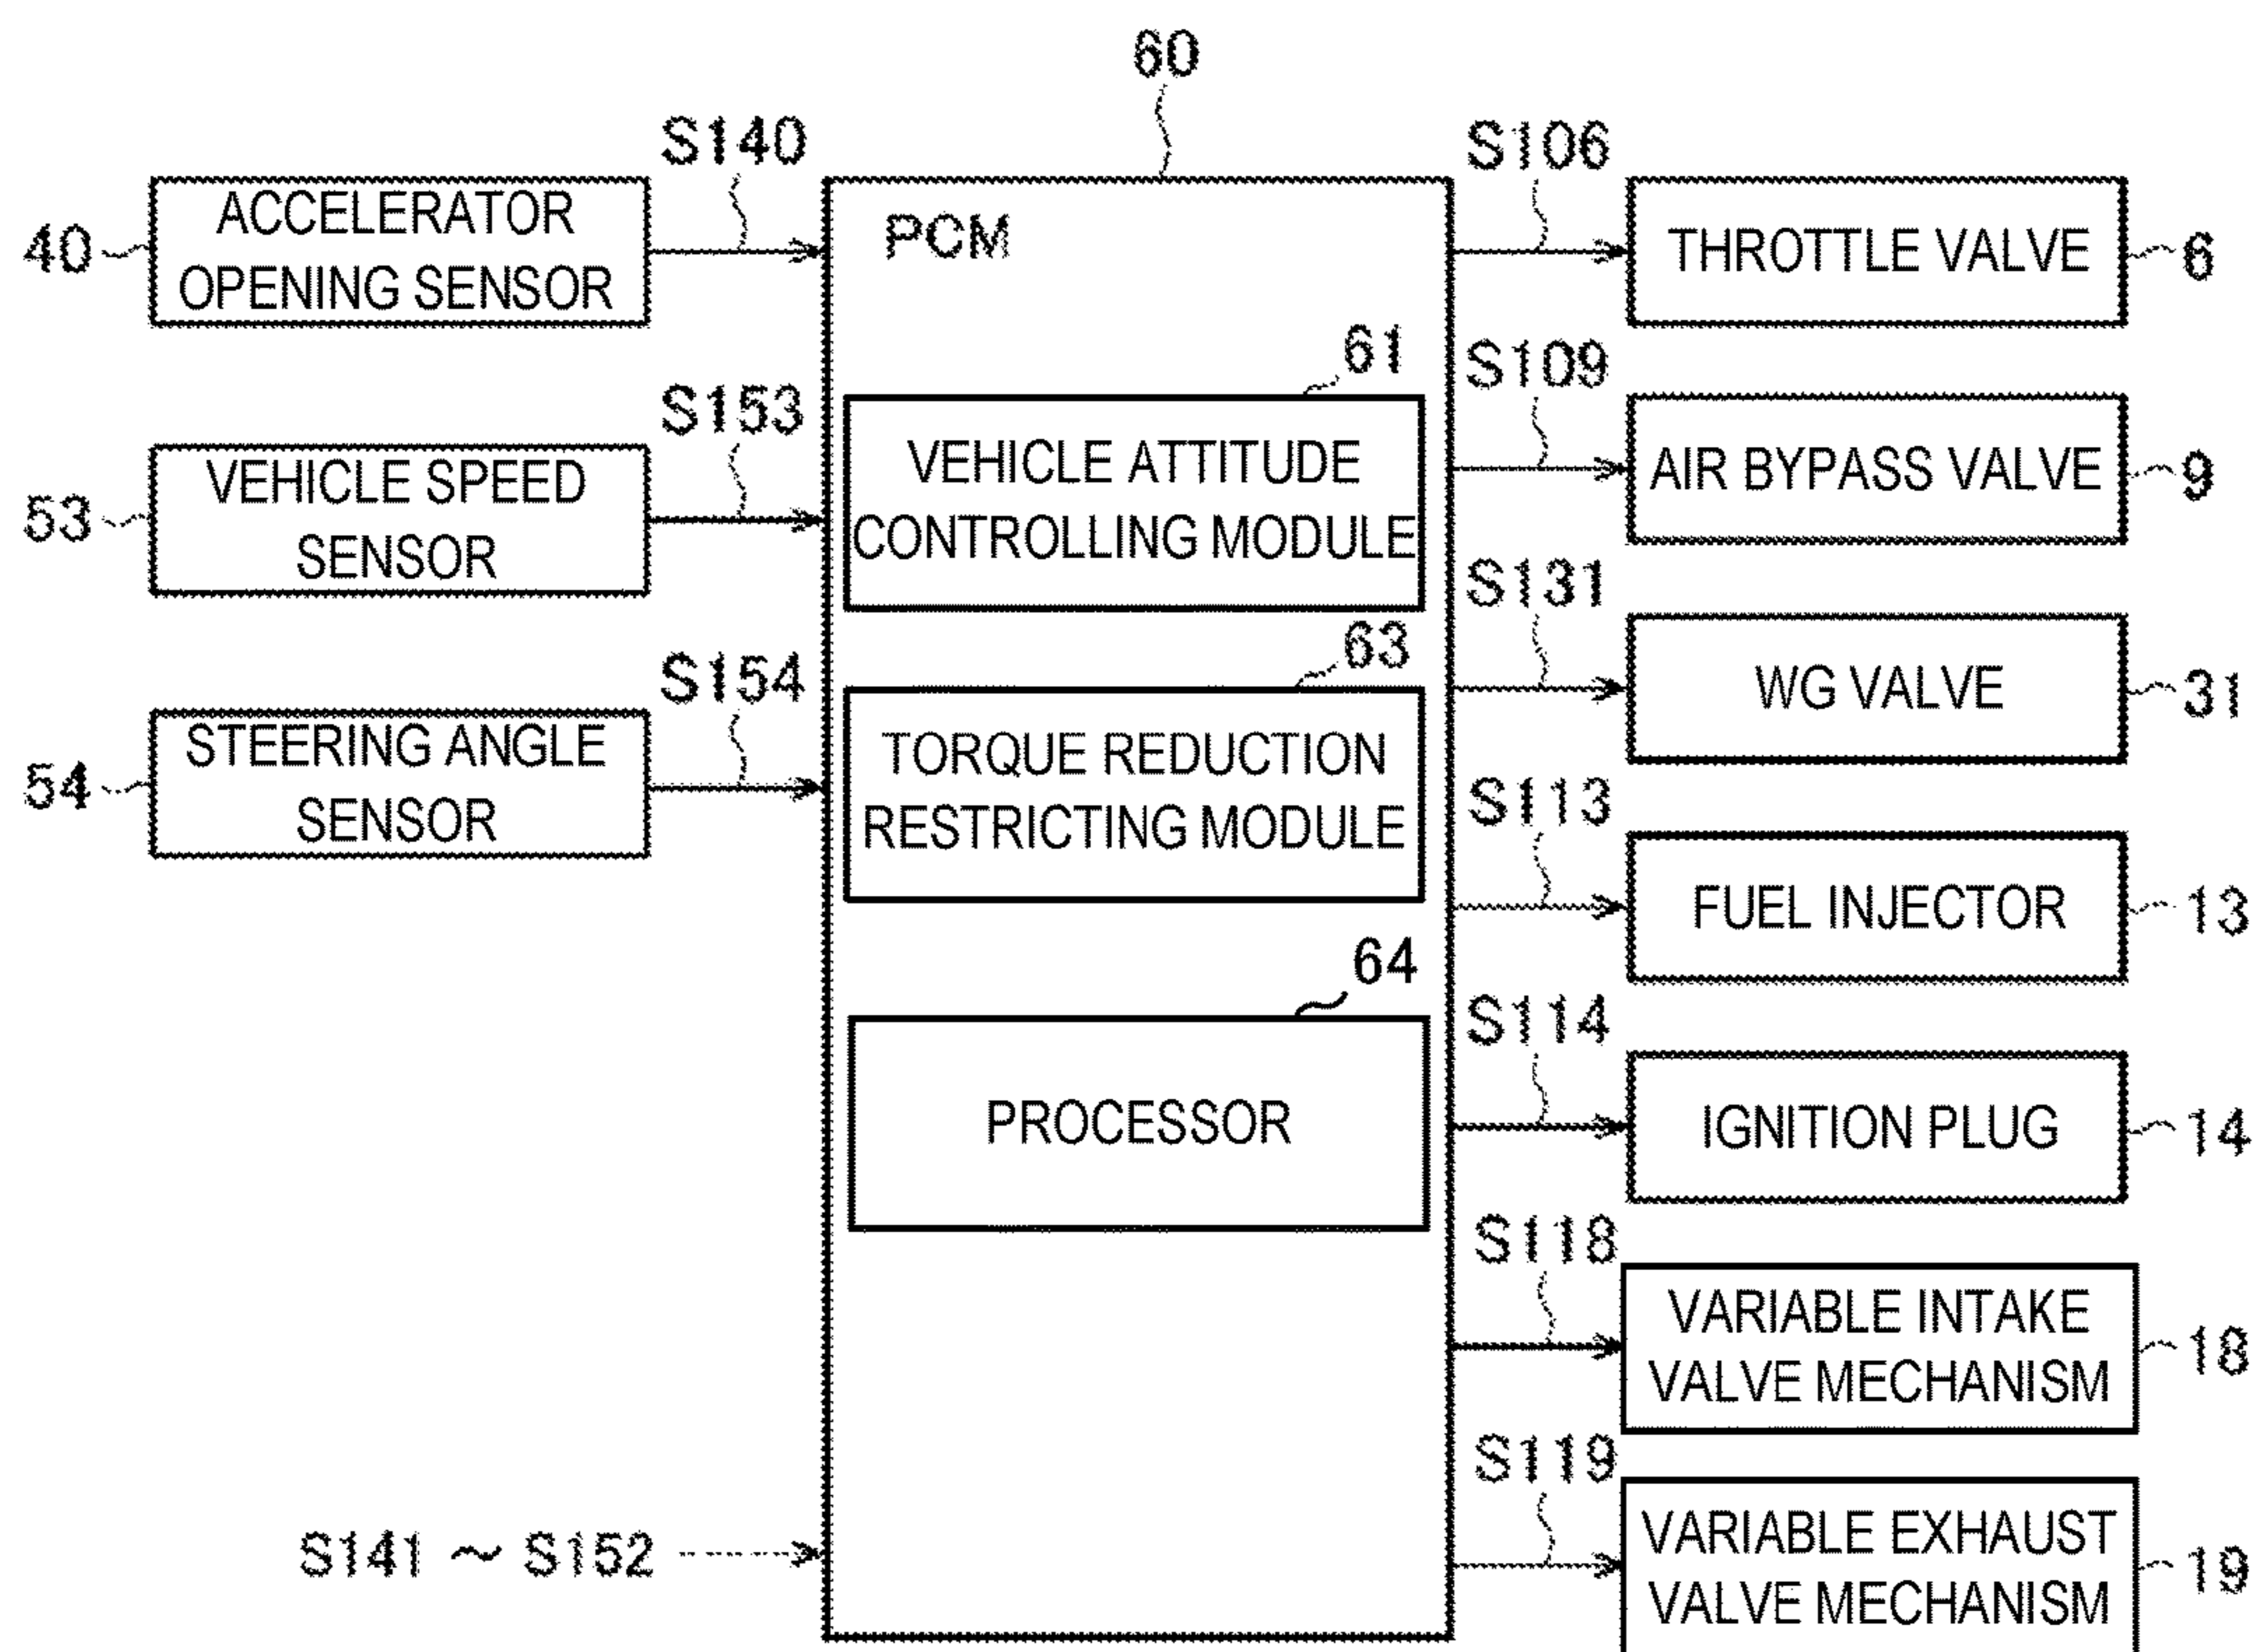 60
S140
ACCELERATOR
OPENING SENSOR
40
S153
VEHICLE SPEED
SENSOR
53
S154
STEERING ANGLE
SENSOR
54
S141 ～ S152
PCM
61
VEHICLE ATTITUDE
CONTROLLING MODULE
63
TORQUE REDUCTION
RESTRICTING MODULE
64
PROCESSOR
S106
THROTTLE VALVE
6
S109
AIR BYPASS VALVE
9
S131
WG VALVE
31
S113
FUEL INJECTOR
13
S114
IGNITION PLUG
14
S118
VARIABLE INTAKE
VALVE MECHANISM
18
S119
VARIABLE EXHAUST
VALVE MECHANISM
19